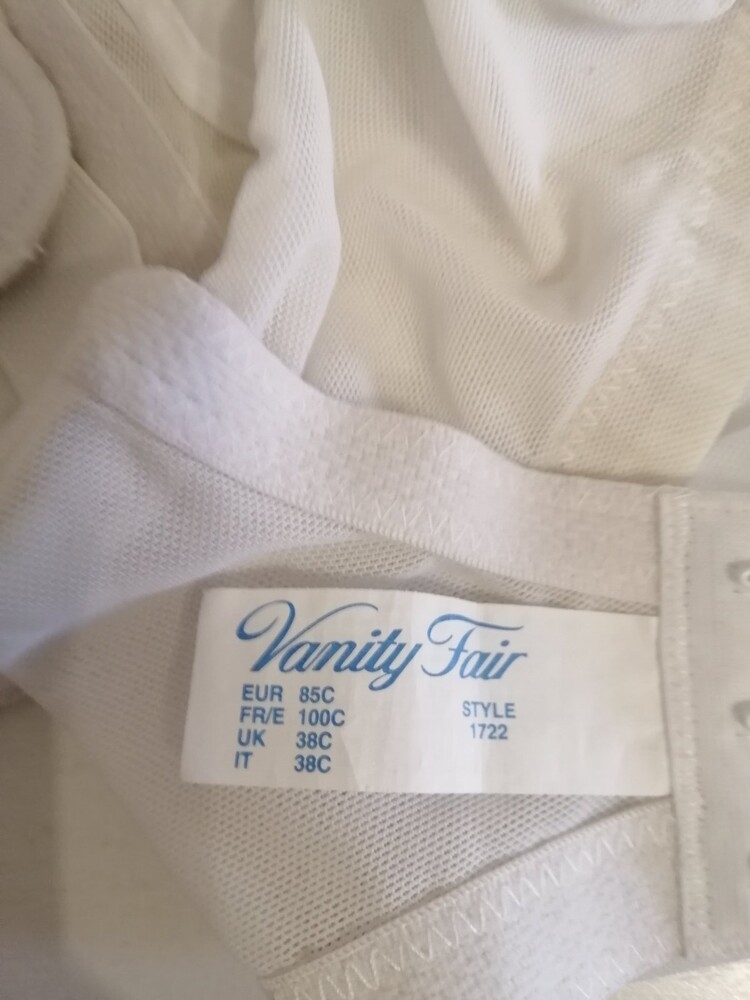 Vanity Fair
EUR 85C
FR/E 100C
UK 38C
IT 38C
STYLE
1722